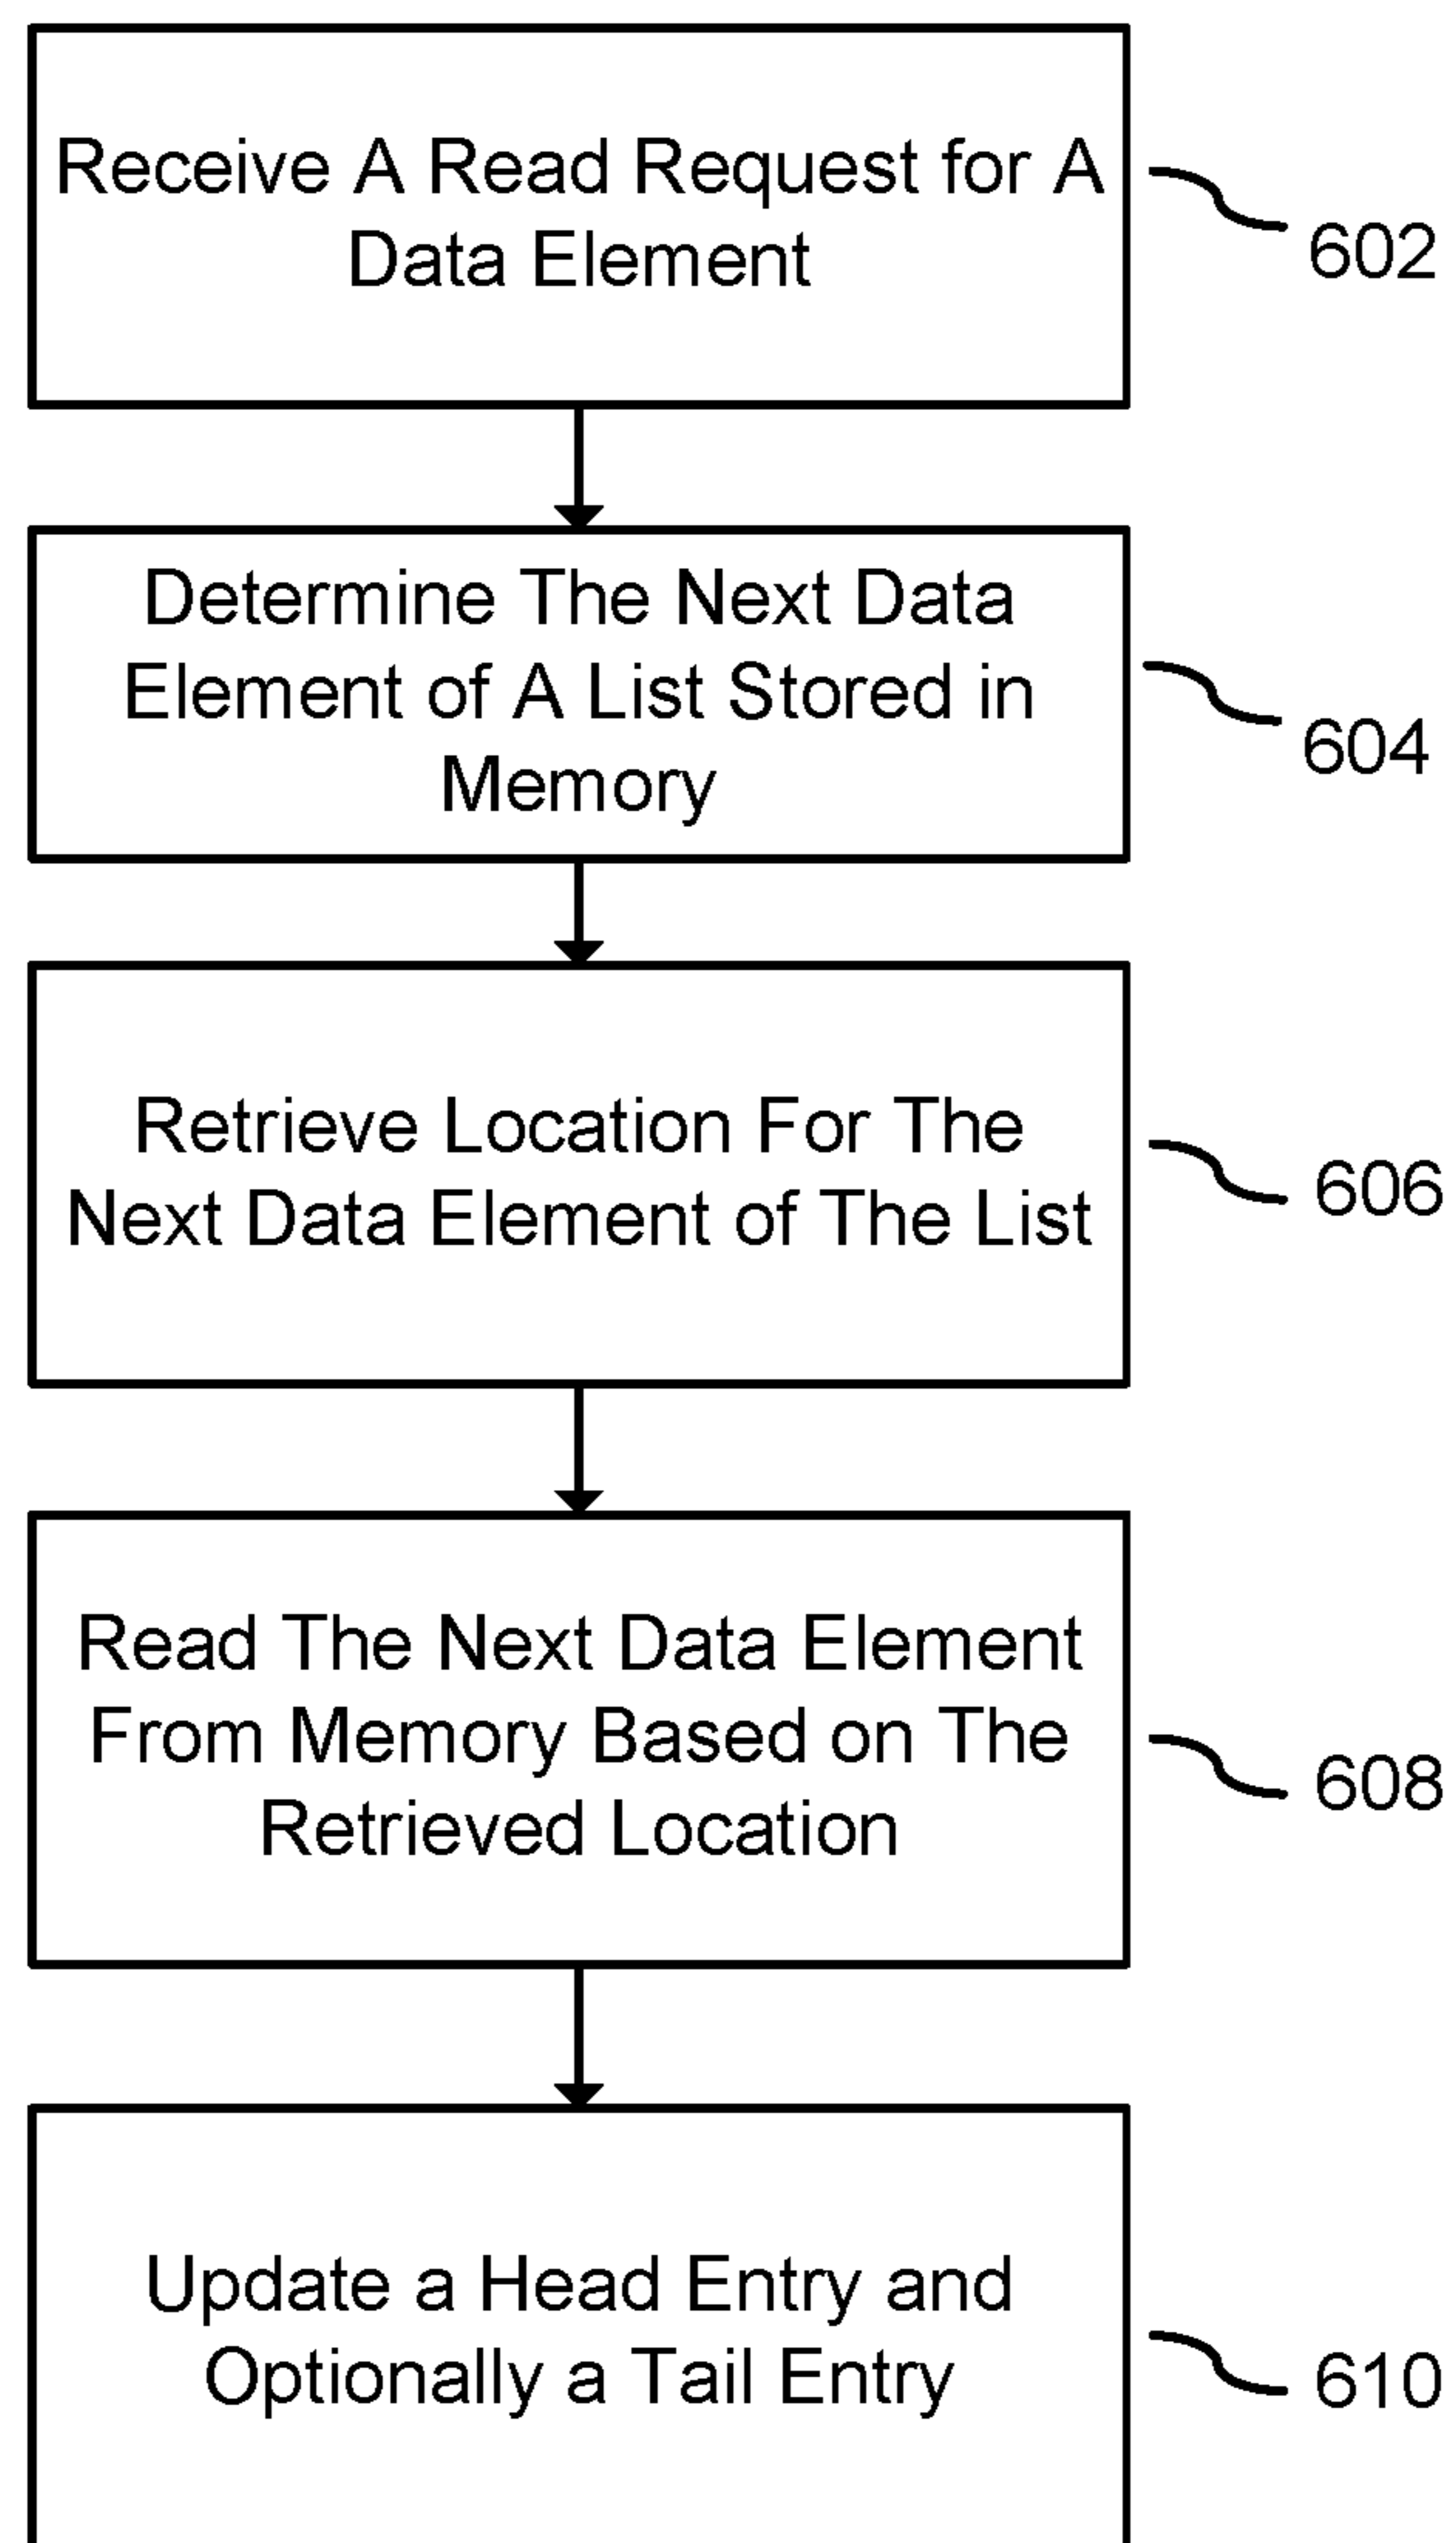 Receive A Read Request for A
Data Element
602
Determine The Next Data
Element of A List Stored in
Memory
604
Retrieve Location For The
Next Data Element of The List
606
Read The Next Data Element
From Memory Based on The
Retrieved Location
608
Update a Head Entry and
Optionally a Tail Entry
610